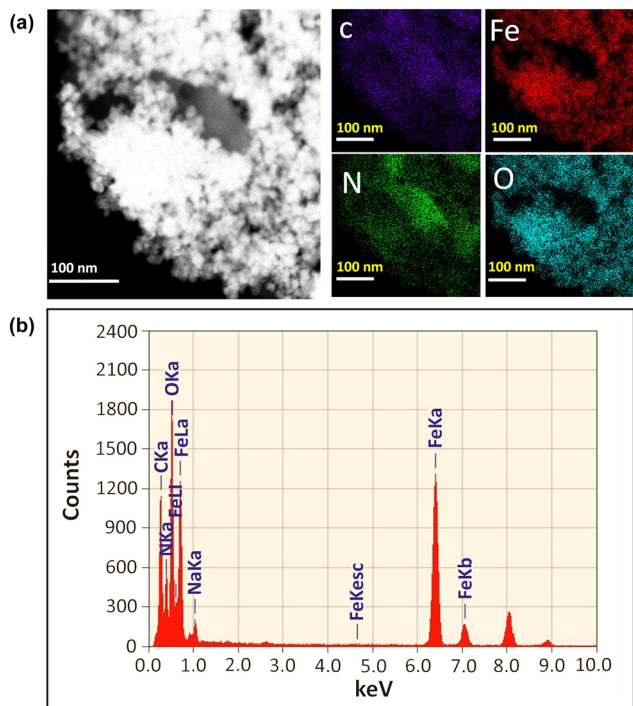 (a)
100 nm
c
100 nm
Fe
100 nm
N
100 nm
O
100 nm
(b)
2400
2100
1800
1500
1200
900
600
300
0
Counts
CKa
NKa
OKa
FeLl
FeLa
NaKa
FeKesc
FeKa
FeKb
0.0 1.0 2.0 3.0 4.0 5.0 6.0 7.0 8.0 9.0 10.0
keV